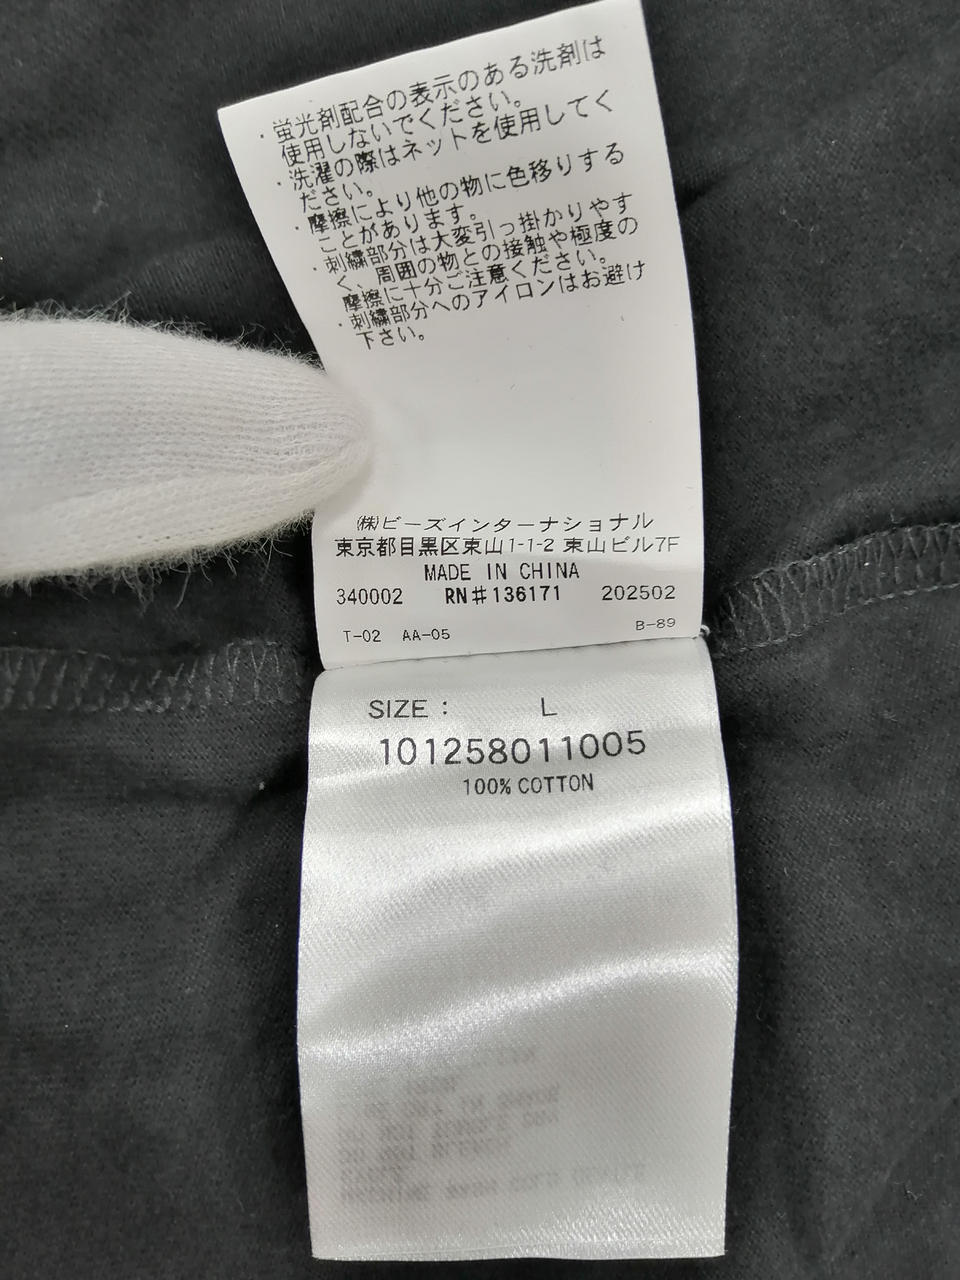 ・蛍光剤配合の表示のある洗剤は
使用しないでください。
・洗濯の際はネットを使用してく
ださい。
・摩擦により他の物に色移りする
ことがあります。
・刺繍部分は大変引っ掛かりやす
く、周囲の物との接触や極度の
摩擦に十分ご注意ください。
・刺繍部分へのアイロンはお避け
下さい。
㈱ビーズインターナショナル
東京都目黒区東山1-1-2 東山ビル7F
MADE IN CHINA
340002 RN#136171 202502
T-02 AA-05 B-89
SIZE : L
101258011005
100% COTTON